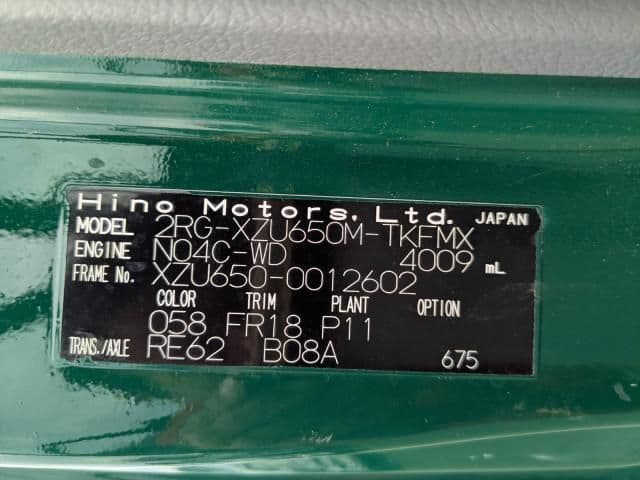 Hino Motors, Ltd. JAPAN
MODEL 2RG-XZU650M-TKFMX
ENGINE N04C-WD 4009 mL
FRAME No. XZU650-0012602
COLOR TRIM PLANT OPTION
058 FR18 P11
TRANS./AXLE RE62 B08A 675